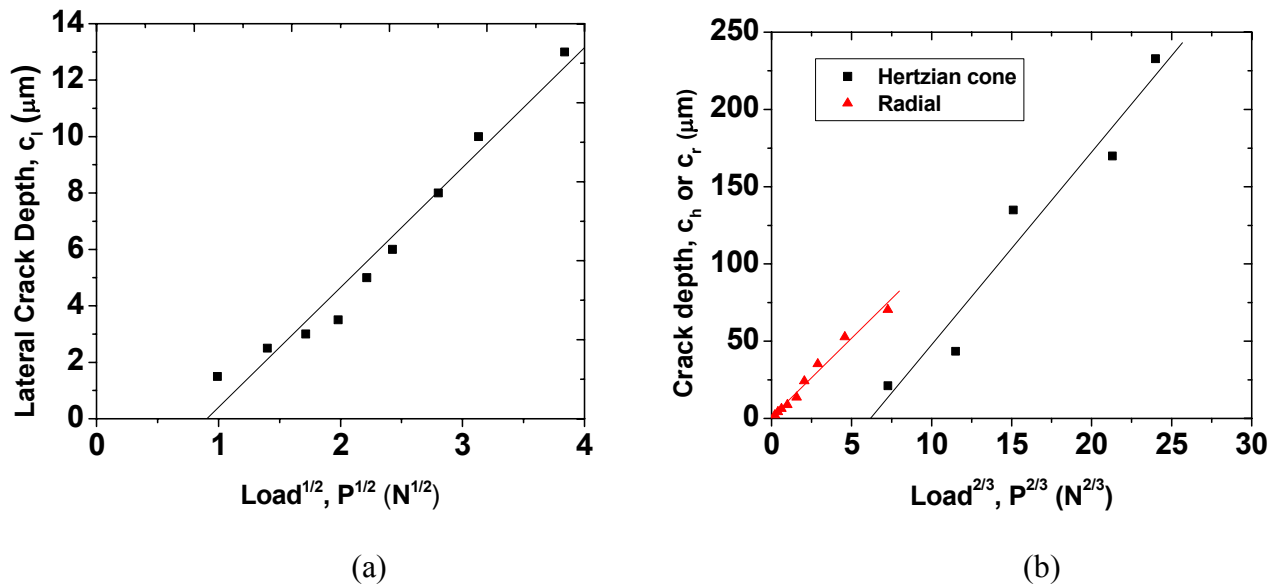 14
12
10
8
6
4
2
0
0 1 2 3 4
Lateral Crack Depth, c_l (μm)
Load^1/2, P^1/2 (N^1/2)
(a)
250
200
150
100
50
0
0 5 10 15 20 25 30
Crack depth, c_h or c_r (μm)
Hertzian cone
Radial
Load^2/3, P^2/3 (N^2/3)
(b)